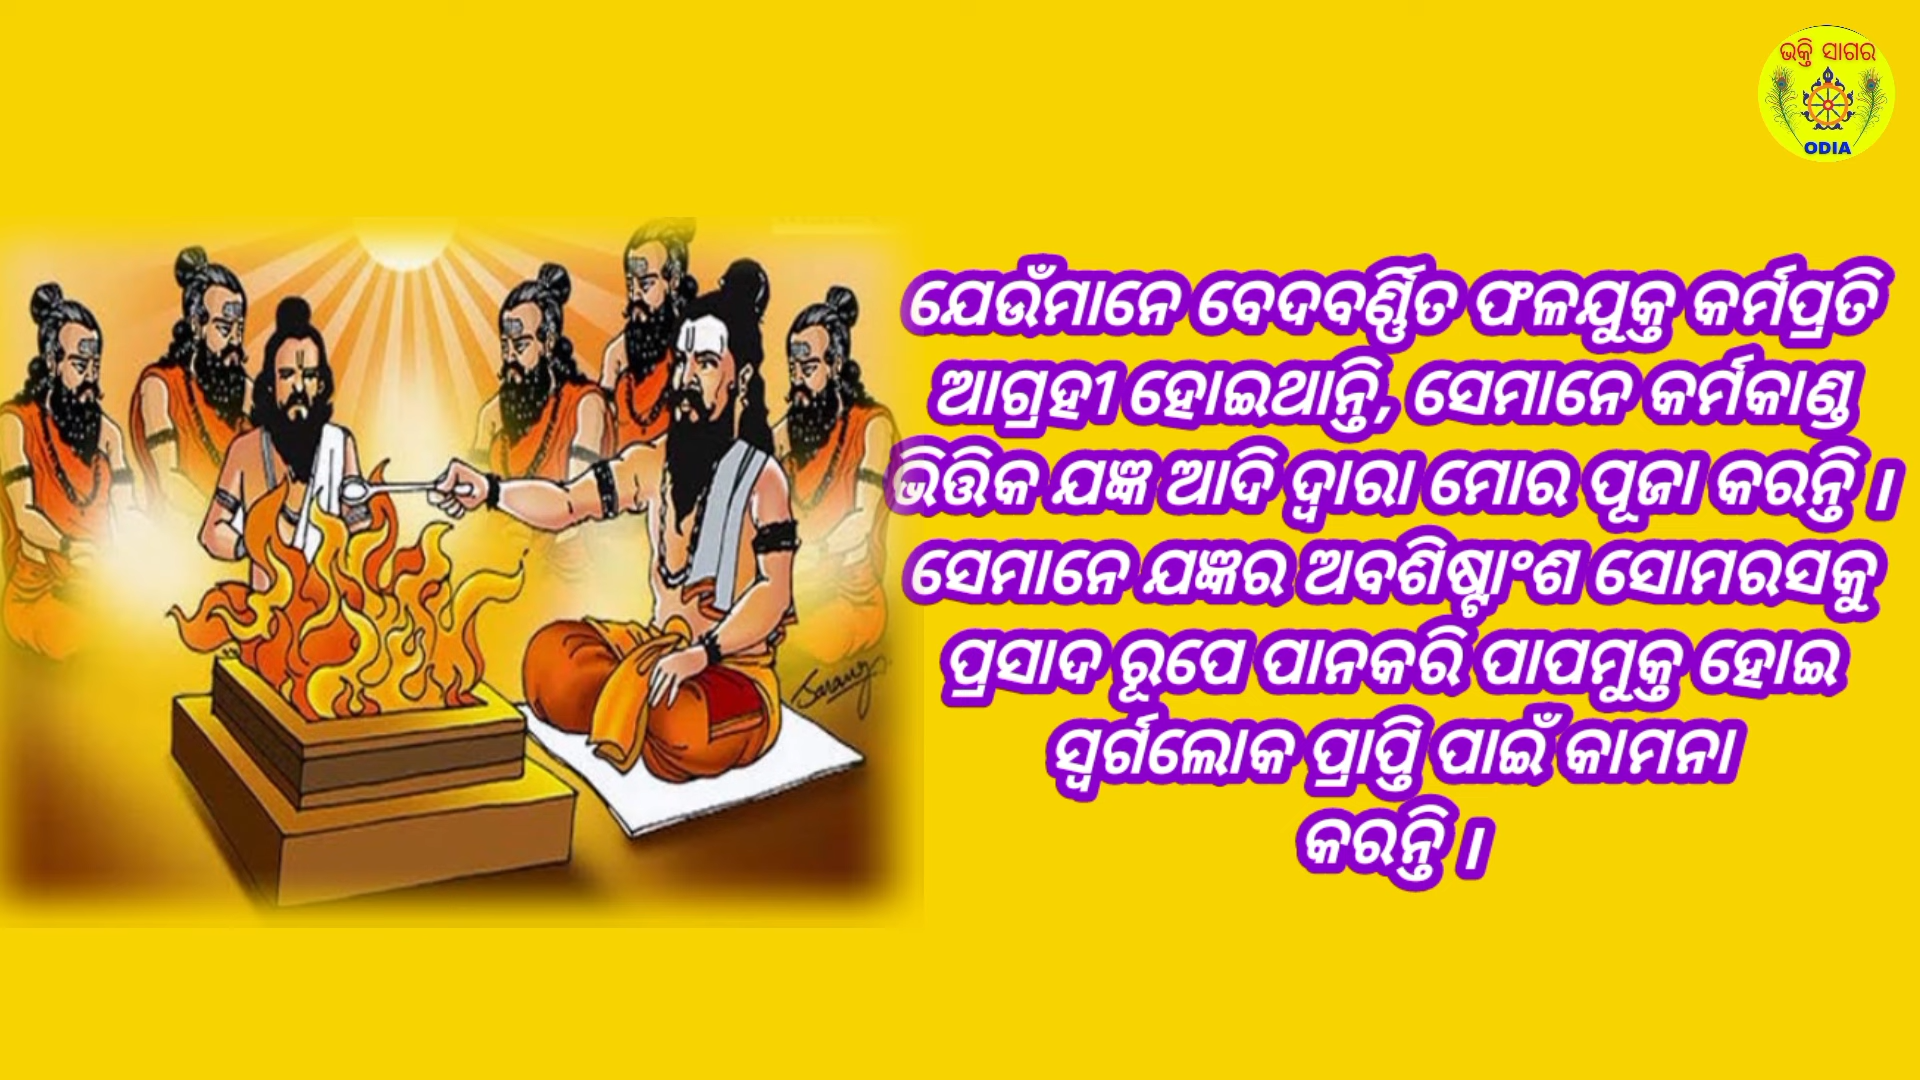 ଭକ୍ତି ସାଗର
ODIA
ଯେଉଁମାନେ ବେଦବର୍ଣ୍ଣିତ ଫଳଯୁକ୍ତ କର୍ମପ୍ରତି
ଆଗ୍ରହୀ ହୋଇଥାନ୍ତି, ସେମାନେ କର୍ମକାଣ୍ଡ
ଭିତ୍ତିକ ଯଜ୍ଞ ଆଦି ଦ୍ୱାରା ମୋର ପୂଜା କରନ୍ତି ।
ସେମାନେ ଯଜ୍ଞର ଅବଶିଷ୍ଟାଂଶ ସୋମରସକୁ
ପ୍ରସାଦ ରୂପେ ପାନକରି ପାପମୁକ୍ତ ହୋଇ
ସ୍ୱର୍ଗଲୋକ ପ୍ରାପ୍ତି ପାଇଁ କାମନା
କରନ୍ତି ।
Sarang